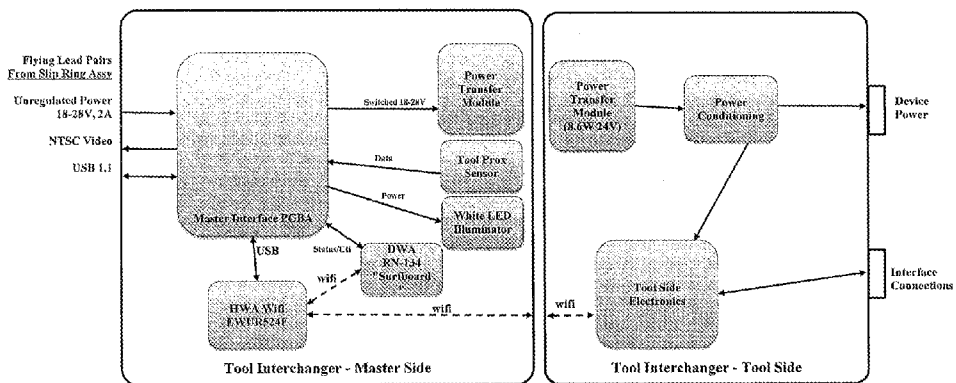 Flying Lead Pairs
From Slip Ring Assy
Unregulated Power
18-28V, 2A
NTSC Video
USB 1.1
Master Interface PCBA
Switched 18-28V
Power
Transfer
Module
Data
Tool Prox
Sensor
Power
White LED
Illuminator
Status/Ctl
DWA
RN-134
"Surfboard
"
USB
wifi
HWA Wifi
wifi
Tool Interchanger - Master Side
Power
Transfer
Module
(8.6W 24V)
Power
Conditioning
Device
Power
Tool Side
Electronics
Interface
Connections
wifi
Tool Interchanger - Tool Side